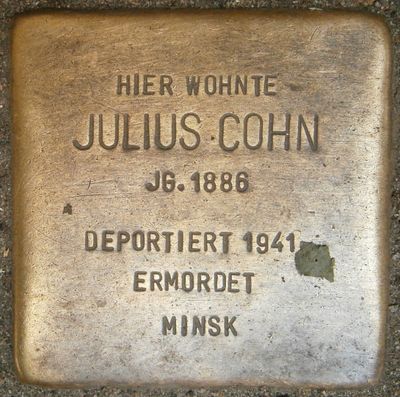 HIER WOHNTE
JULIUS COHN
JG. 1886
DEPORTIERT 1941
ERMORDET
MINSK